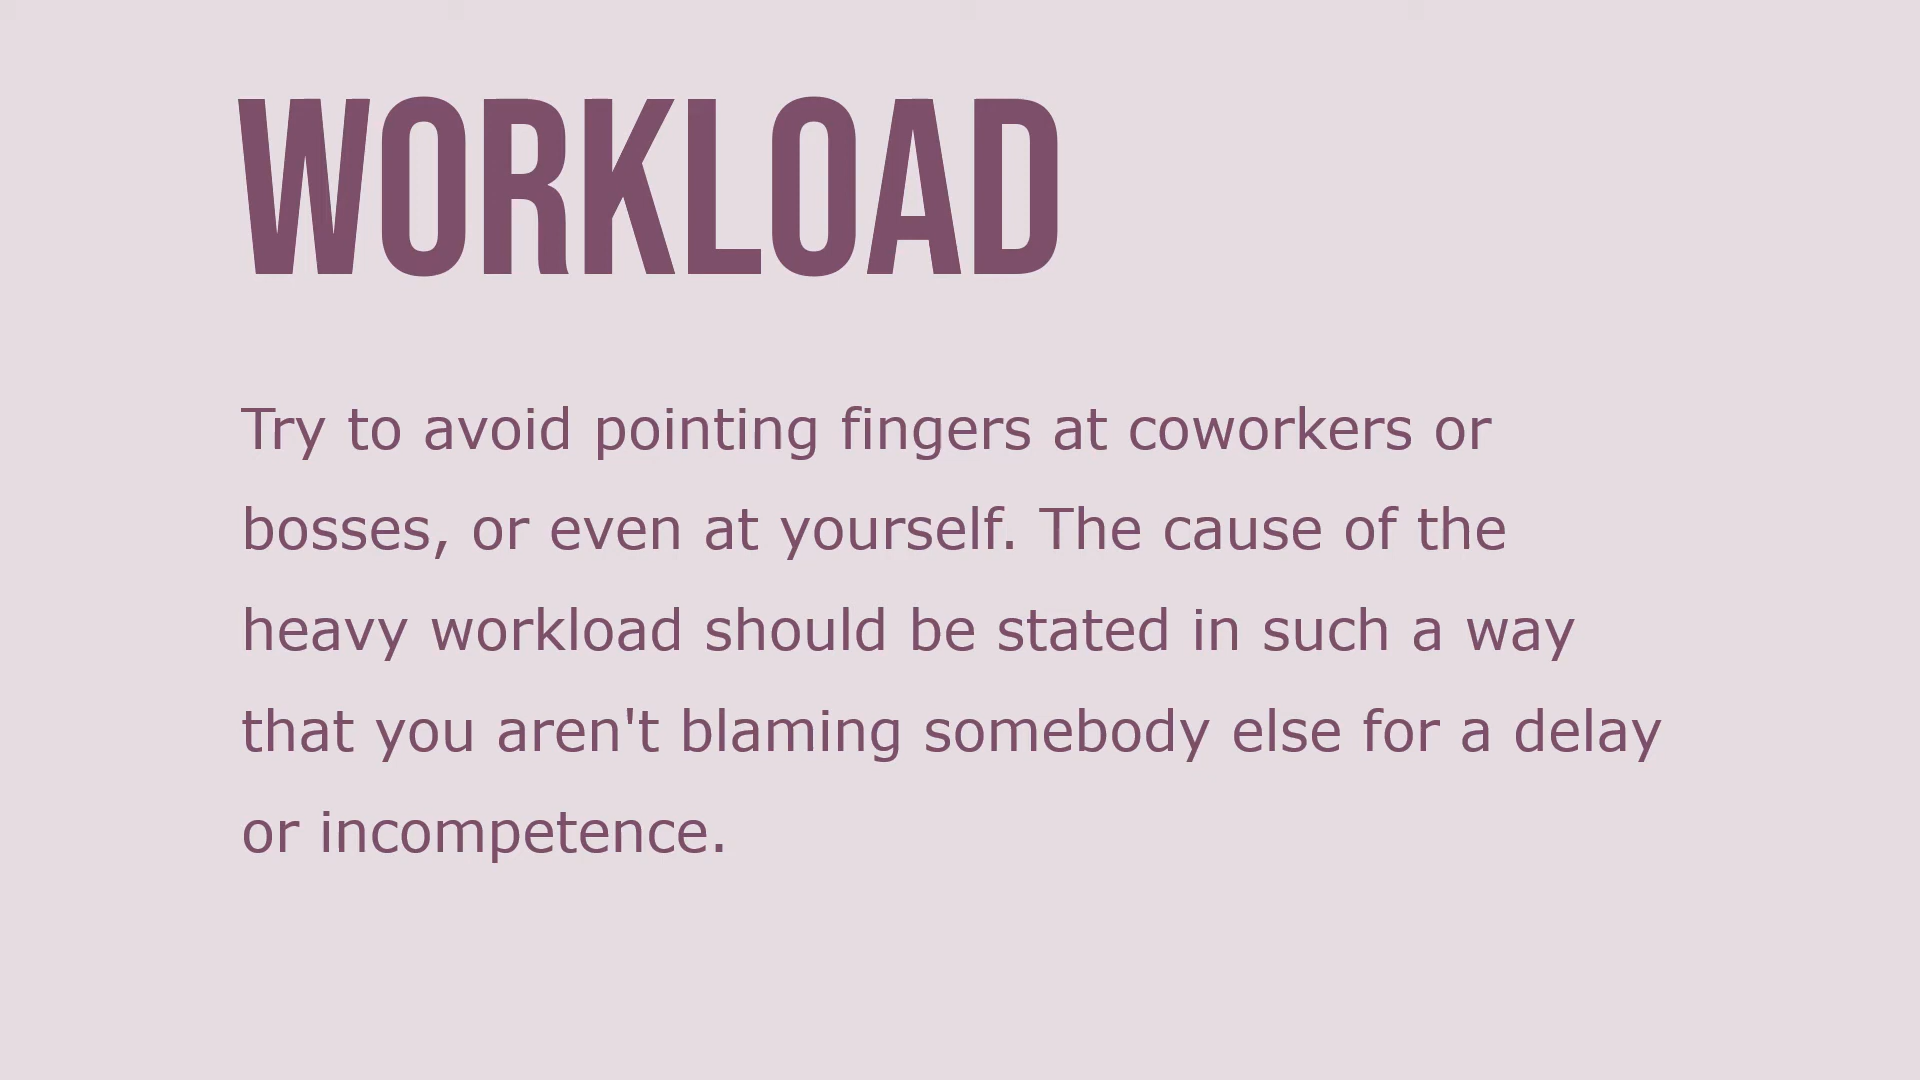 WORKLOAD
Try to avoid pointing fingers at coworkers or
bosses, or even at yourself. The cause of the
heavy workload should be stated in such a way
that you aren't blaming somebody else for a delay
or incompetence.